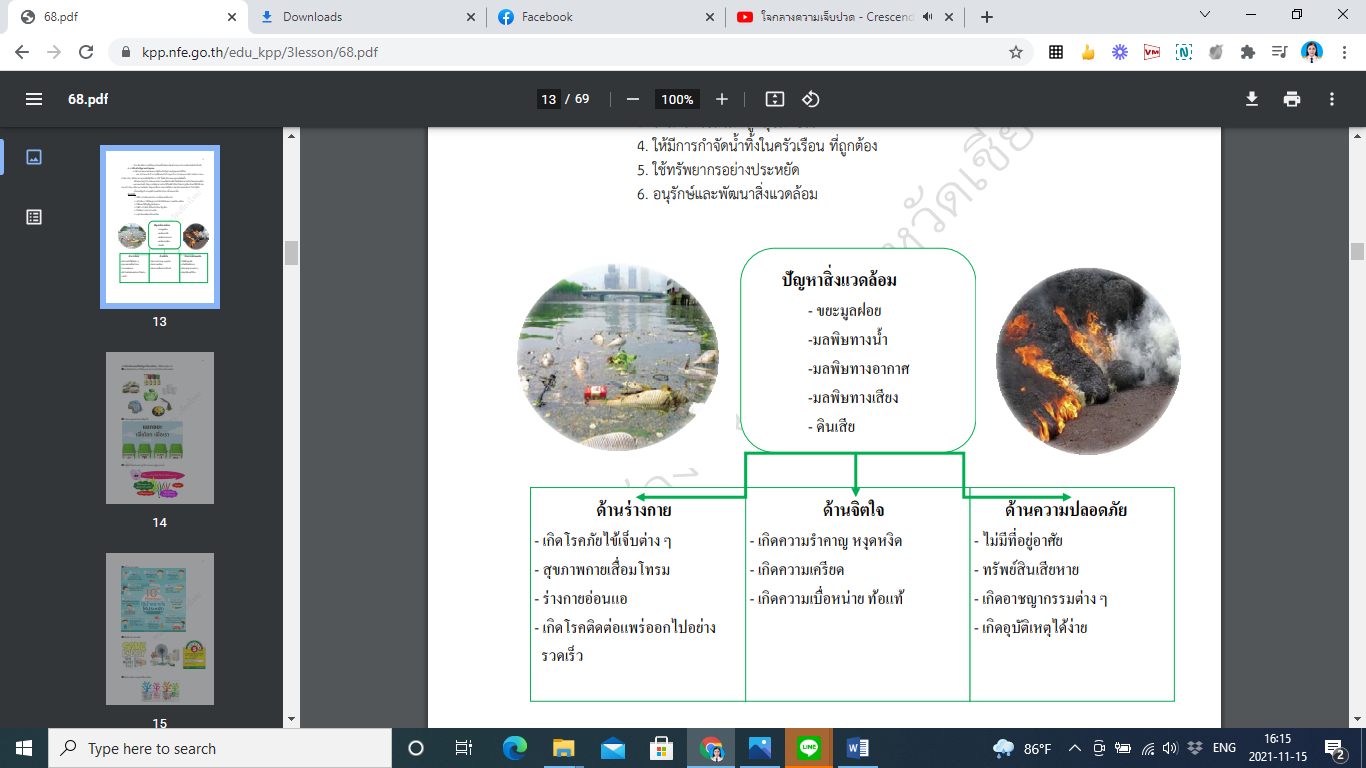 68.pdf
Downloads
Facebook
ใจกลางความเจ็บปวด - Crescend
kpp.nfe.go.th/edu_kpp/3lesson/68.pdf
68.pdf
13 / 69
100%
4. ให้มีการกำจัดน้ำทิ้งในครัวเรือน ที่ถูกต้อง
5. ใช้ทรัพยากรอย่างประหยัด
6. อนุรักษ์และพัฒนาสิ่งแวดล้อม
ปัญหาสิ่งแวดล้อม
- ขยะมูลฝอย
-มลพิษทางน้ำ
-มลพิษทางอากาศ
-มลพิษทางเสียง
- ดินเสีย
ด้านร่างกาย
- เกิดโรคภัยไข้เจ็บต่าง ๆ
- สุขภาพกายเสื่อมโทรม
- ร่างกายอ่อนแอ
- เกิดโรคติดต่อแพร่ออกไปอย่าง
รวดเร็ว
ด้านจิตใจ
- เกิดความรำคาญ หงุดหงิด
- เกิดความเครียด
- เกิดความเบื่อหน่าย ท้อแท้
ด้านความปลอดภัย
- ไม่มีที่อยู่อาศัย
- ทรัพย์สินเสียหาย
- เกิดอาชญากรรมต่าง ๆ
- เกิดอุบัติเหตุได้ง่าย
13
14
15
Type here to search
86°F
ENG
16:15
2021-11-15
2